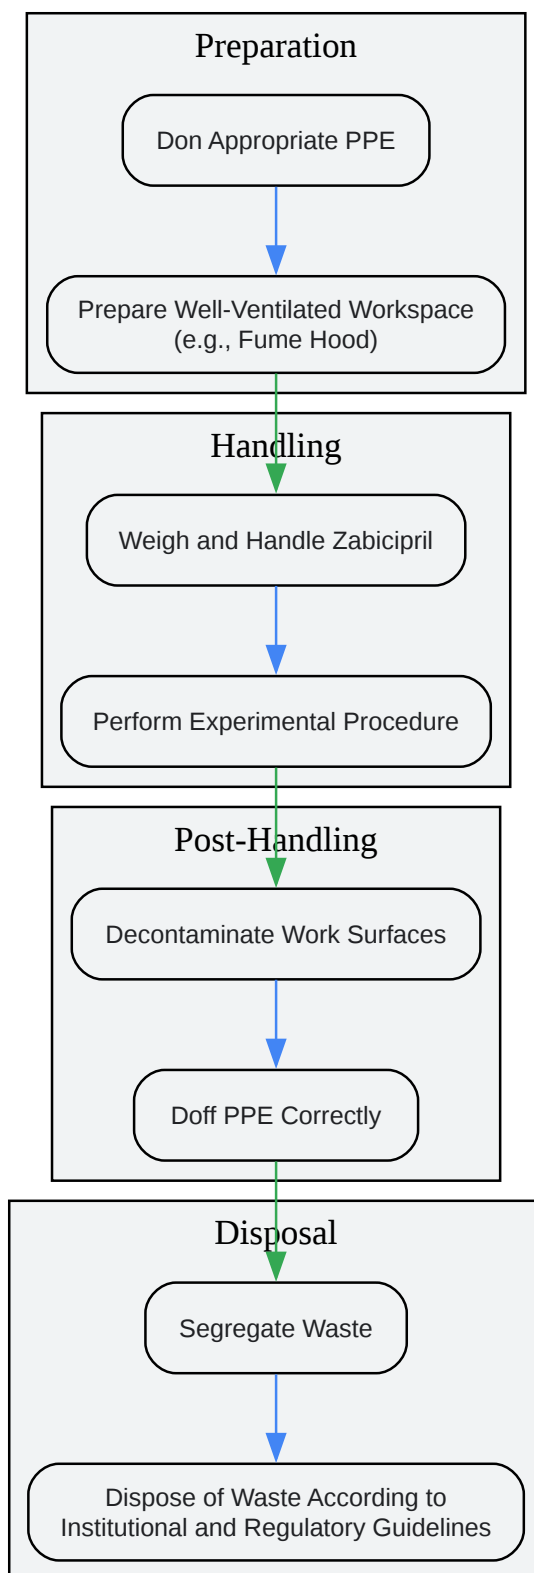 Preparation
Don Appropriate PPE
Prepare Well-Ventilated Workspace
(e.g., Fume Hood)
Handling
Weigh and Handle Zabicipril
Perform Experimental Procedure
Post-Handling
Decontaminate Work Surfaces
Doff PPE Correctly
Disposal
Segregate Waste
Dispose of Waste According to
Institutional and Regulatory Guidelines